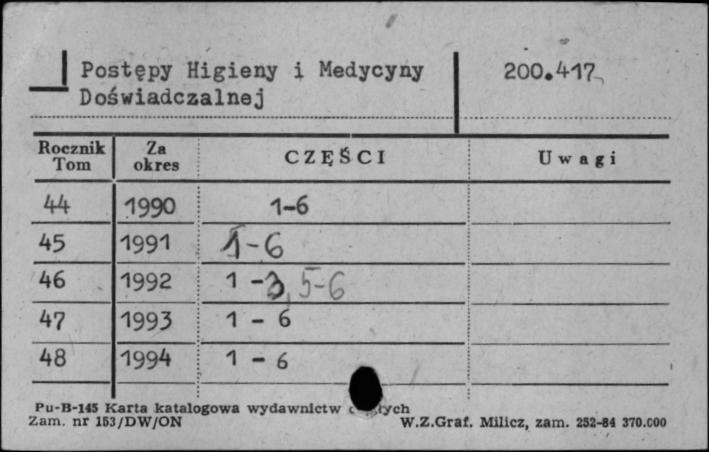 Postępy Higieny i Medycyny 200.417
Doświadczalnej
Rocznik Tom Za okres CZĘŚCI Uwagi
44 1990 1-6
45 1991 1-6
46 1992 1-3, 5-6
47 1993 1 - 6
48 1994 1 - 6
Pu-B-145 Karta katalogowa wydawnictw
Zam. nr 153/DW/ON W.Z.Graf. Milicz, zam. 252-84 370.000